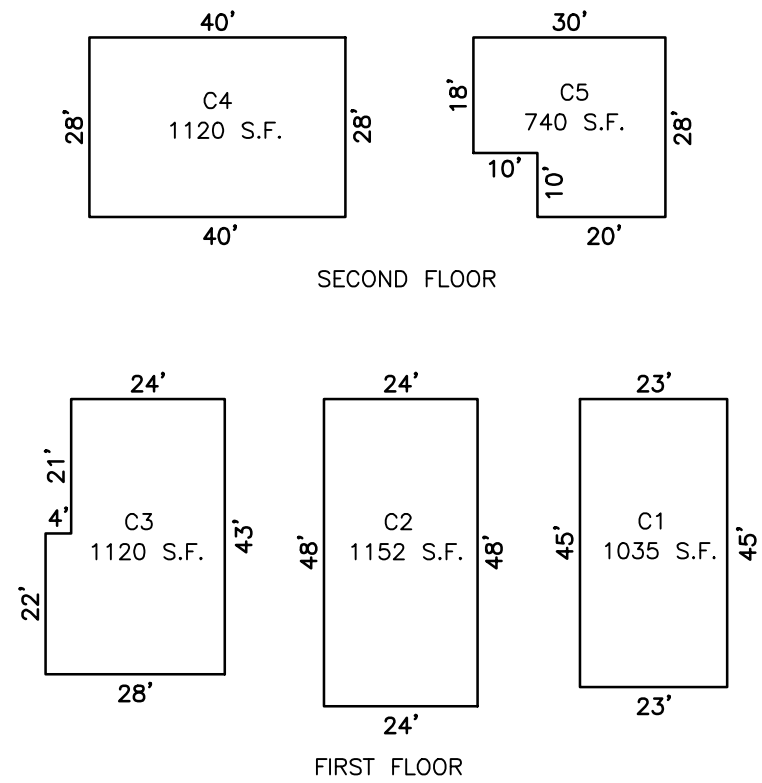 40'
30'
28'
C4
1120 S.F.
28'
18'
C5
740 S.F.
28'
10'
10'
40'
20'
SECOND FLOOR
24'
24'
23'
21'
4'
C3
1120 S.F.
43'
22'
28'
48'
C2
1152 S.F.
48'
24'
45'
C1
1035 S.F.
45'
23'
FIRST FLOOR